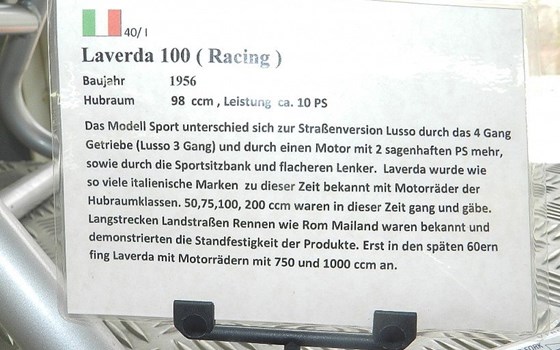 40/ I
Laverda 100 ( Racing )
Baujahr 1956
Hubraum 98 ccm , Leistung ca. 10 PS
Das Modell Sport unterschied sich zur Straßenversion Lusso durch das 4 Gang
Getriebe (Lusso 3 Gang) und durch einen Motor mit 2 sagenhaften PS mehr,
sowie durch die Sportsitzbank und flacheren Lenker. Laverda wurde wie
so viele italienische Marken zu dieser Zeit bekannt mit Motorräder der
Hubraumklassen. 50,75,100, 200 ccm waren in dieser Zeit gang und gäbe.
Langstrecken Landstraßen Rennen wie Rom Mailand waren bekannt und
demonstrierten die Standfestigkeit der Produkte. Erst in den späten 60ern
fing Laverda mit Motorrädern mit 750 und 1000 ccm an.